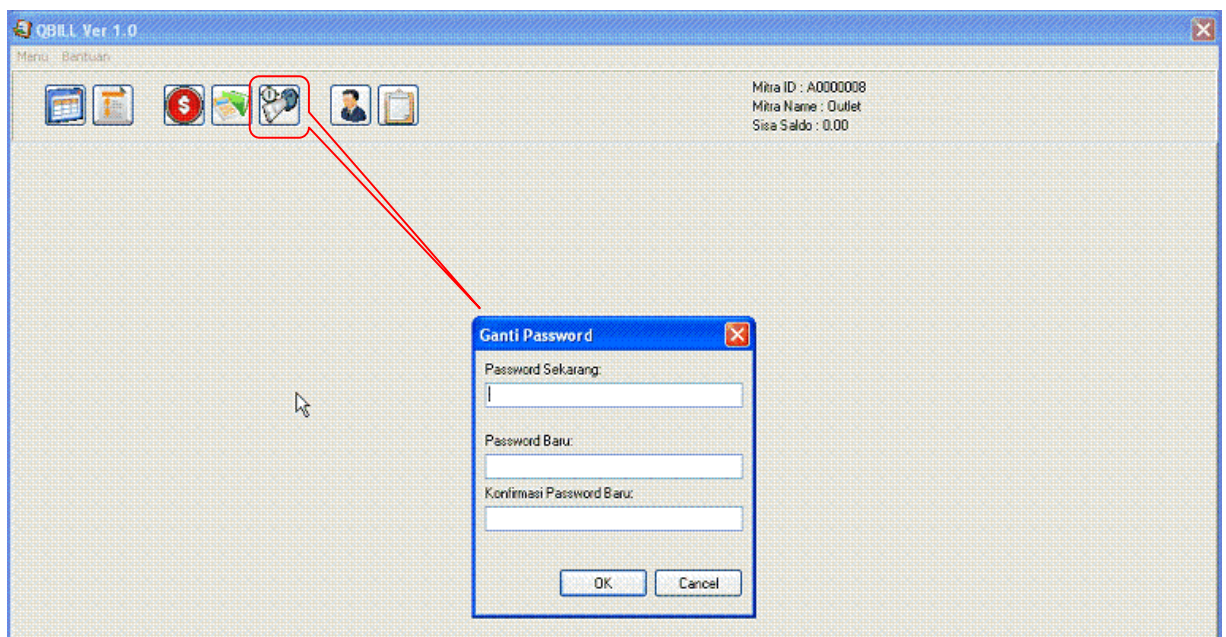 QBILL Ver 1.0
Menu Bantuan
Mitra ID : A0000008
Mitra Name : Outlet
Sisa Saldo : 0.00
Ganti Password
Password Sekarang:
Password Baru:
Konfirmasi Password Baru:
OK Cancel